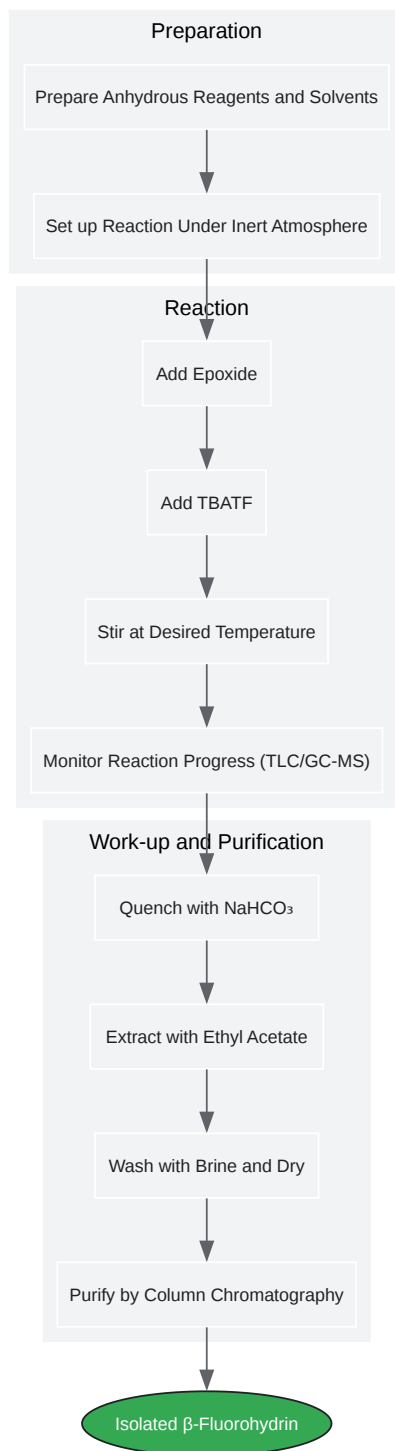 Preparation
Prepare Anhydrous Reagents and Solvents
Set up Reaction Under Inert Atmosphere
Reaction
Add Epoxide
Add TBATF
Stir at Desired Temperature
Monitor Reaction Progress (TLC/GC-MS)
Work-up and Purification
Quench with NaHCO₃
Extract with Ethyl Acetate
Wash with Brine and Dry
Purify by Column Chromatography
Isolated β-Fluorohydrin